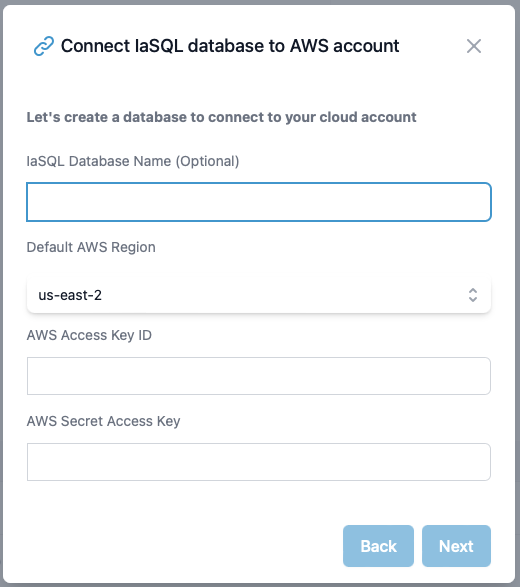 Connect IaSQL database to AWS account
Let's create a database to connect to your cloud account
IaSQL Database Name (Optional)
Default AWS Region
us-east-2
AWS Access Key ID
AWS Secret Access Key
Back Next